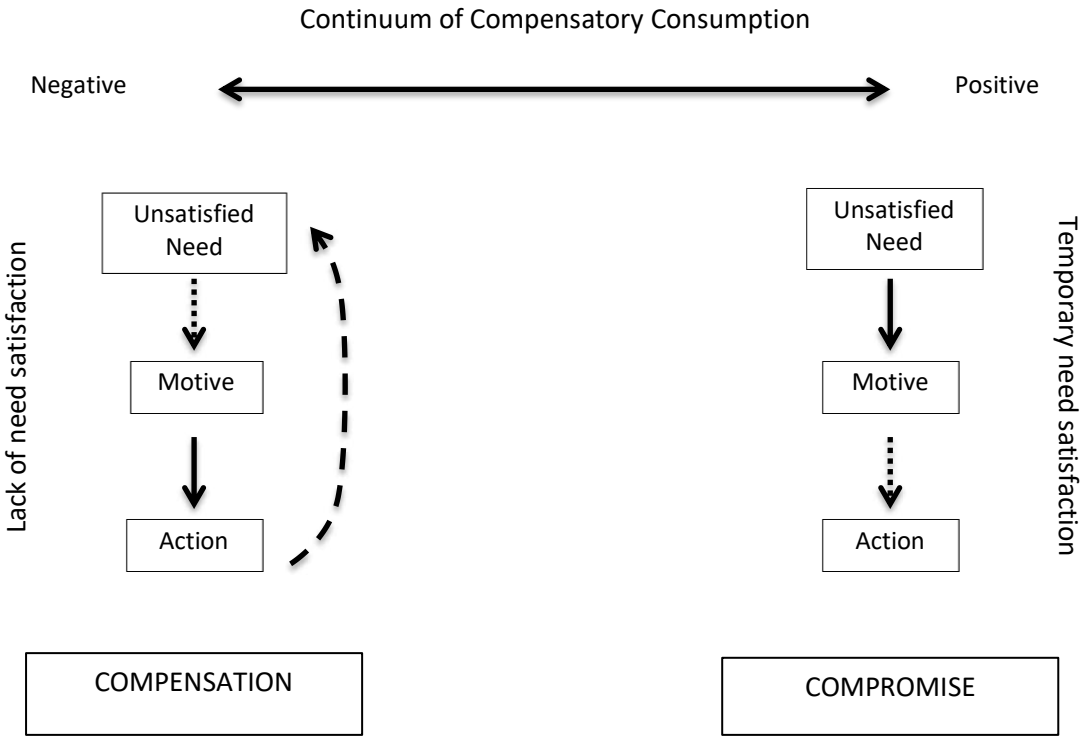 Continuum of Compensatory Consumption
Negative
Positive
Lack of need satisfaction
Unsatisfied
Need
Motive
Action
COMPENSATION
Unsatisfied
Need
Motive
Action
COMPROMISE
Temporary need satisfaction